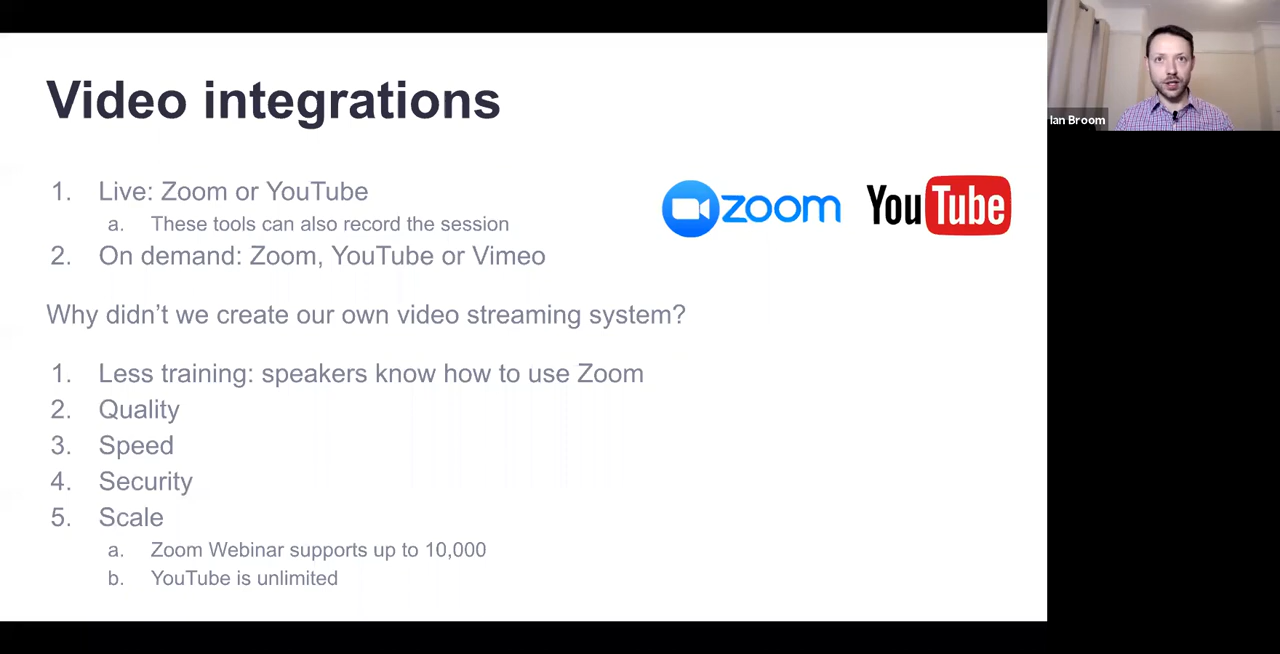 Video integrations
1. Live: Zoom or YouTube
a. These tools can also record the session
2. On demand: Zoom, YouTube or Vimeo
zoom
YouTube
Why didn't we create our own video streaming system?
1. Less training: speakers know how to use Zoom
2. Quality
3. Speed
4. Security
5. Scale
a. Zoom Webinar supports up to 10,000
b. YouTube is unlimited
Ian Broom